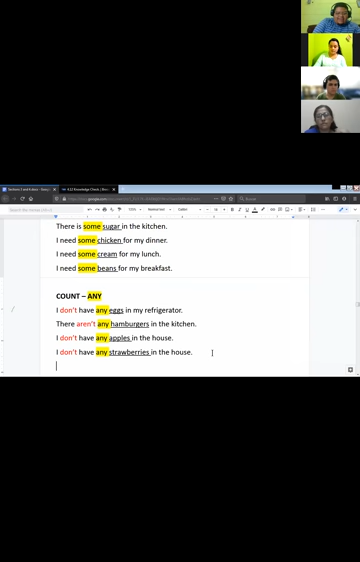 There is some sugar in the kitchen.
I need some chicken for my dinner.
I need some cream for my lunch.
I need some beans for my breakfast.
COUNT – ANY
I don't have any eggs in my refrigerator.
There aren't any hamburgers in the kitchen.
I don't have any apples in the house.
I don't have any strawberries in the house.